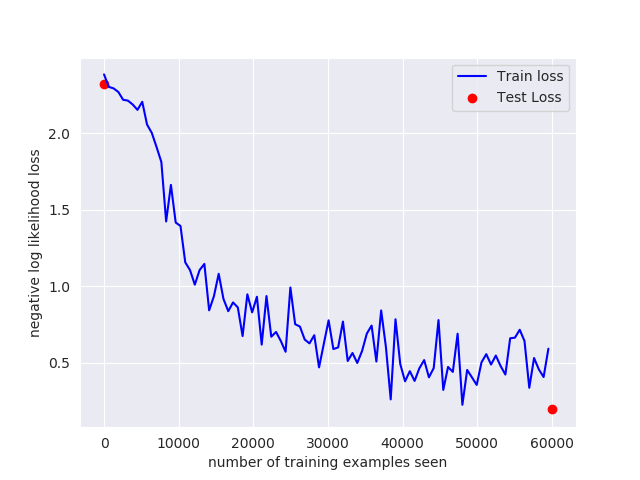 Train loss
Test Loss
negative log likelihood loss
2.0
1.5
1.0
0.5
0 10000 20000 30000 40000 50000 60000
number of training examples seen